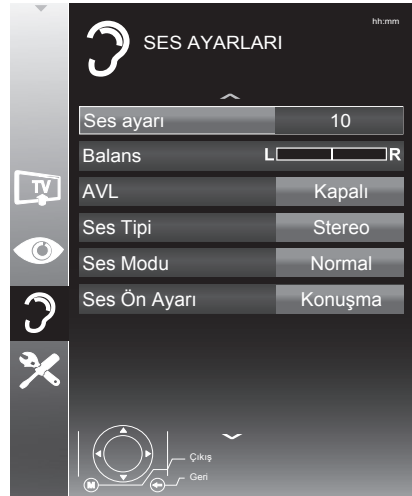 SES AYARLARI
hh:mm
Ses ayarı 10
Balans L R
TV
AVL Kapalı
Ses Tipi Stereo
Ses Modu Normal
Ses Ön Ayarı Konuşma
Çıkış
M Geri